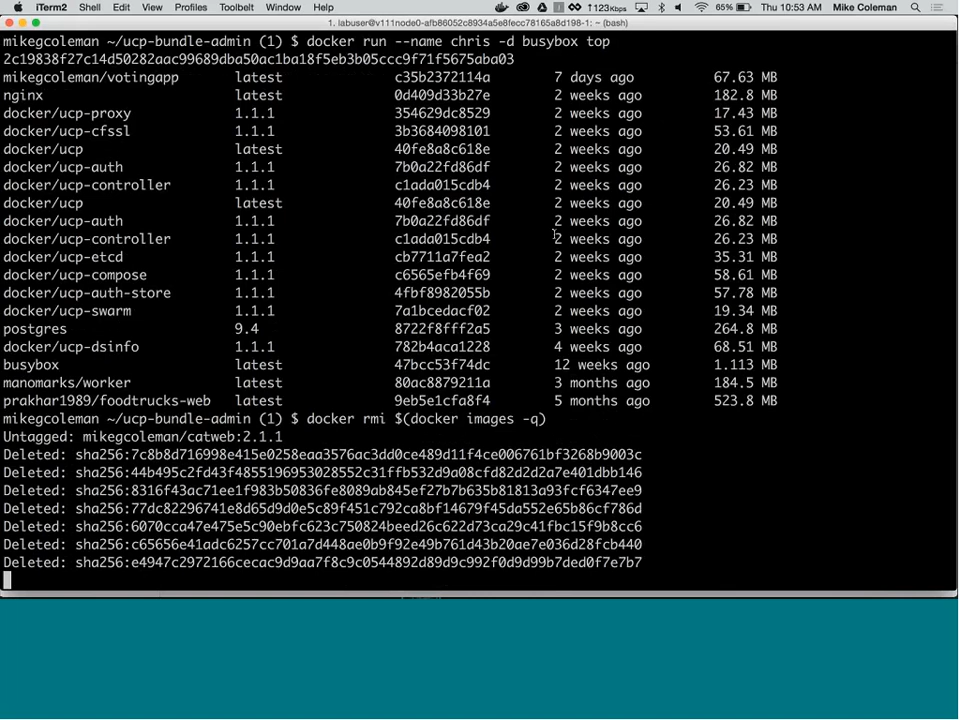 iTerm2 Shell Edit View Profiles Toolbelt Window Help 123Kbps 65% Thu 10:53 AM Mike Coleman
1. labuser@v111node0-afb86052c8934a5d8efecc78165a8d198-1: ~ (bash)
mikegcoleman ~/ucp-bundle-admin (1) $ docker run --name chris -d busybox top
2c19838f27c14d50282aac99689dba50ac1ba18f5eb3b05ccc9f71f5675aba03
mikegcoleman/votingapp latest c35b2372114a 7 days ago 67.63 MB
nginx latest 0d409d33b27e 2 weeks ago 182.8 MB
docker/ucp-proxy 1.1.1 354629dc8529 2 weeks ago 17.43 MB
docker/ucp-cfssl 1.1.1 3b3684098101 2 weeks ago 53.61 MB
docker/ucp latest 40fe8a8c618e 2 weeks ago 20.49 MB
docker/ucp-auth 1.1.1 7b0a22fd86df 2 weeks ago 26.82 MB
docker/ucp-controller 1.1.1 c1ada015cdb4 2 weeks ago 26.23 MB
docker/ucp latest 40fe8a8c618e 2 weeks ago 20.49 MB
docker/ucp-auth 1.1.1 7b0a22fd86df 2 weeks ago 26.82 MB
docker/ucp-controller 1.1.1 c1ada015cdb4 2 weeks ago 26.23 MB
docker/ucp-etcd 1.1.1 cb7711a7fea2 2 weeks ago 35.31 MB
docker/ucp-compose 1.1.1 c6565efb4f69 2 weeks ago 58.61 MB
docker/ucp-auth-store 1.1.1 4fbf8982055b 2 weeks ago 57.78 MB
docker/ucp-swarm 1.1.1 7a1bcedacf02 2 weeks ago 19.34 MB
postgres 9.4 8722f8fff2a5 3 weeks ago 264.8 MB
docker/ucp-dsinfo 1.1.1 782b4aca1228 4 weeks ago 68.51 MB
busybox latest 47bcc53f74dc 12 weeks ago 1.113 MB
manomarks/worker latest 80ac8879211a 3 months ago 184.5 MB
prakhar1989/foodtrucks-web latest 9eb5e1cfa8f4 5 months ago 523.8 MB
mikegcoleman ~/ucp-bundle-admin (1) $ docker rmi $(docker images -q)
Untagged: mikegcoleman/catweb:2.1.1
Deleted: sha256:7c8b8d716998e415e0258eaa3576ac3dd0ce489d11f4ce006761bf3268b9003c
Deleted: sha256:44b495c2fd43f4855196953028552c31ffb532d9a08cfd82d2d2a7e401dbb146
Deleted: sha256:8316f43ac71ee1f983b50836fe8089ab845ef27b7b635b81813a93fcf6347ee9
Deleted: sha256:77dc82296741e8d65d9d0e5c89f451c792ca8bf14679f45da552e65b86cf786d
Deleted: sha256:6070cca47e475e5c90ebfc623c750824beed26c622d73ca29c41fbc15f9b8cc6
Deleted: sha256:c65656e41adc6257cc701a7d448ae0b9f92e49b761d43b20ae7e036d28fcb440
Deleted: sha256:e4947c2972166cecac9d9aa7f8c9c0544892d89d9c992f0d9d99b7ded0f7e7b7